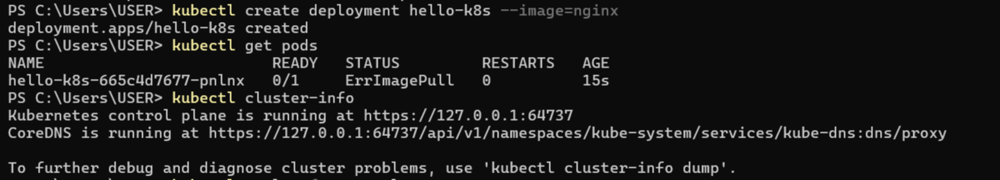 PS C:\Users\USER> kubectl create deployment hello-k8s --image=nginx
deployment.apps/hello-k8s created
PS C:\Users\USER> kubectl get pods
NAME                         READY   STATUS         RESTARTS   AGE
hello-k8s-665c4d7677-pnlnx   0/1     ErrImagePull   0          15s
PS C:\Users\USER> kubectl cluster-info
Kubernetes control plane is running at https://127.0.0.1:64737
CoreDNS is running at https://127.0.0.1:64737/api/v1/namespaces/kube-system/services/kube-dns:dns/proxy

To further debug and diagnose cluster problems, use 'kubectl cluster-info dump'.